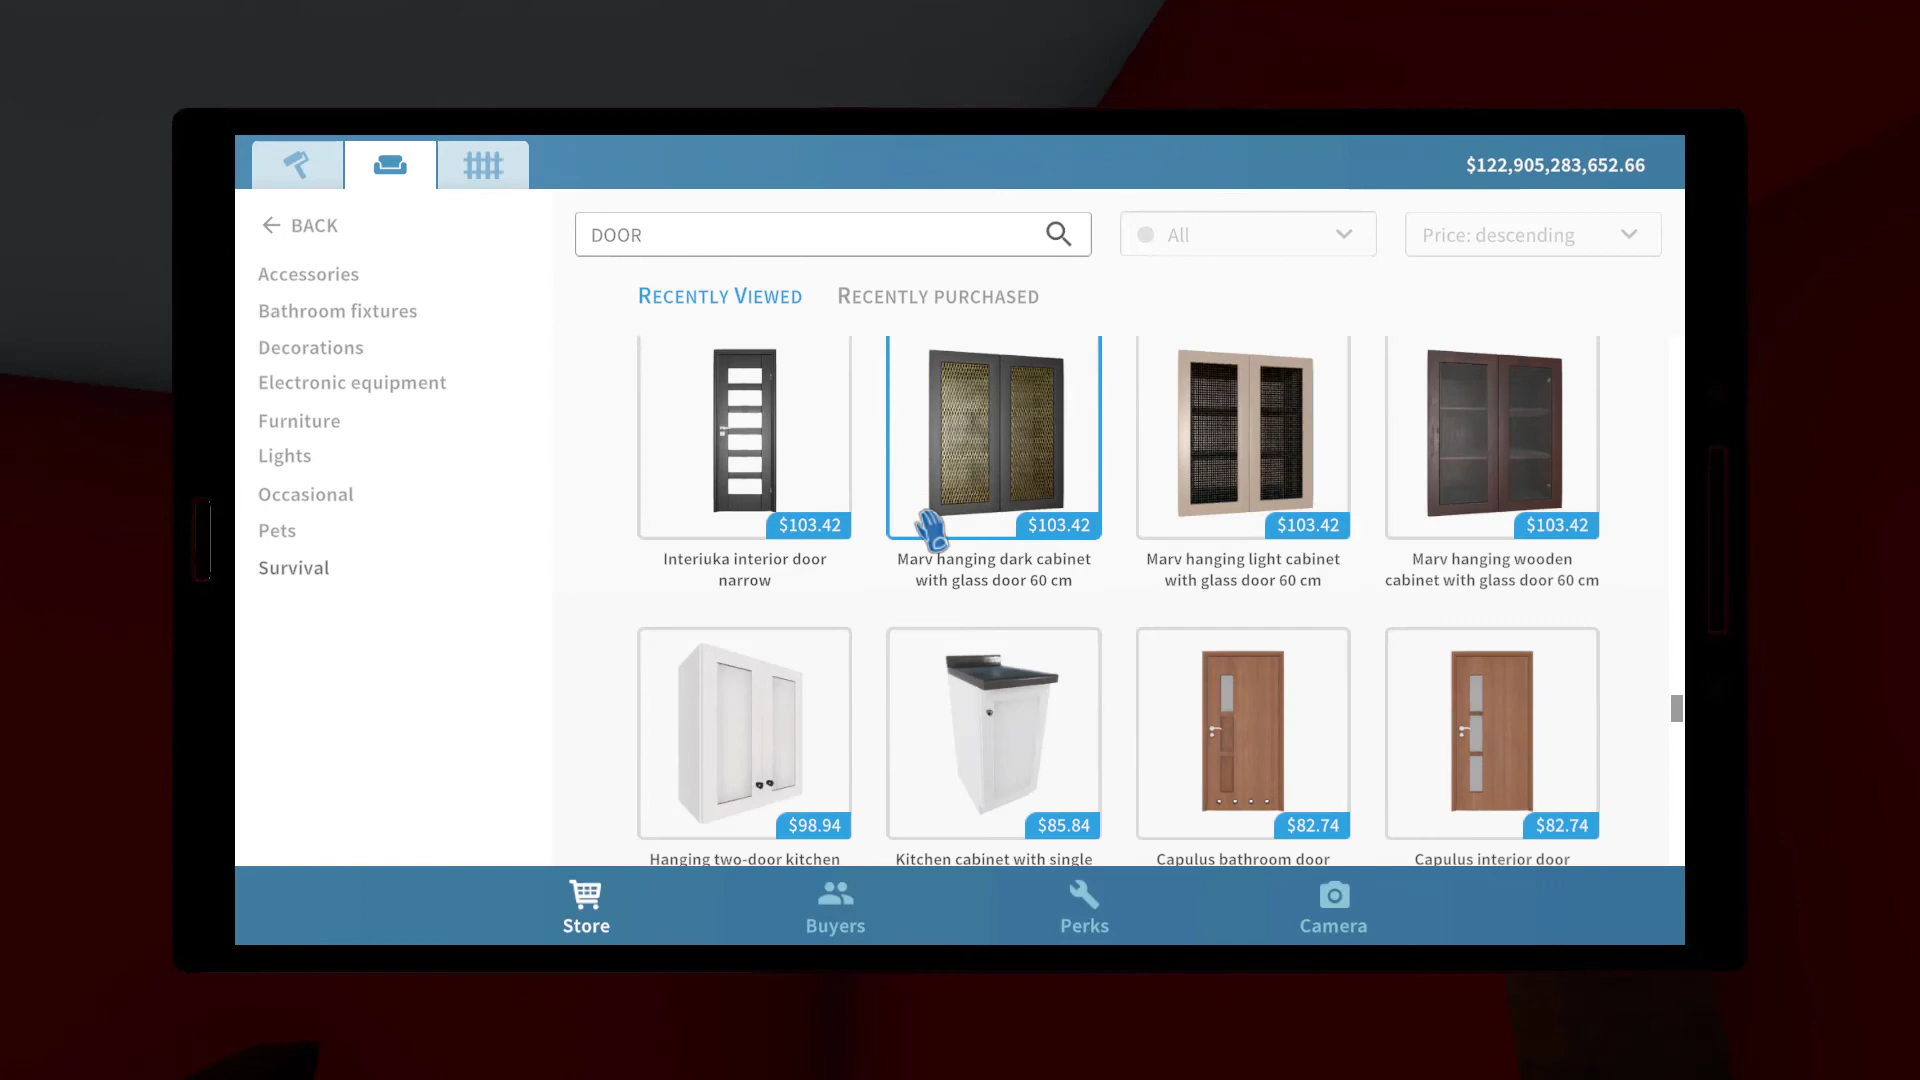 $122,905,283,652.66
BACK
DOOR
All
Price: descending
Accessories
Bathroom fixtures
Decorations
Electronic equipment
Furniture
Lights
Occasional
Pets
Survival
RECENTLY VIEWED
RECENTLY PURCHASED
$103.42
$103.42
$103.42
$103.42
Interiuka interior door
narrow
Marv hanging dark cabinet
with glass door 60 cm
Marv hanging light cabinet
with glass door 60 cm
Marv hanging wooden
cabinet with glass door 60 cm
$98.94
$85.84
$82.74
$82.74
Hanging two-door kitchen
Kitchen cabinet with single
Capulus bathroom door
Capulus interior door
Store
Buyers
Perks
Camera